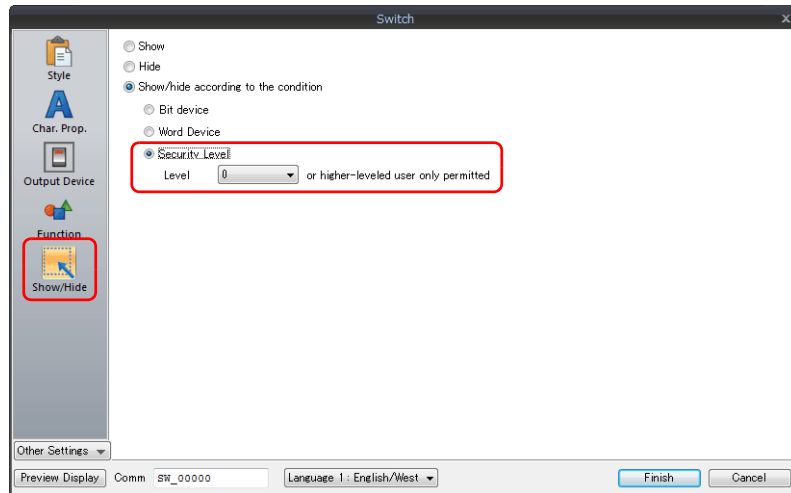 Switch
x
Style
Char. Prop.
Output Device
Function
Show/Hide
Other Settings
Show
Hide
Show/hide according to the condition
Bit device
Word Device
Security Level
Level 0 or higher-leveled user only permitted
Preview Display Comm SW_00000 Language 1 : English/West Finish Cancel